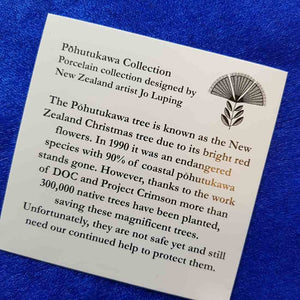 Pōhutukawa Collection
Porcelain collection designed by
New Zealand artist Jo Luping
The Pōhutukawa tree is known as the New
Zealand Christmas tree due to its bright red
flowers. In 1990 it was an endangered
species with 90% of coastal pōhutukawa
stands gone. However, thanks to the work
of DOC and Project Crimson more than
300,000 native trees have been planted,
saving these magnificent trees.
Unfortunately, they are not safe yet and still
need our continued help to protect them.